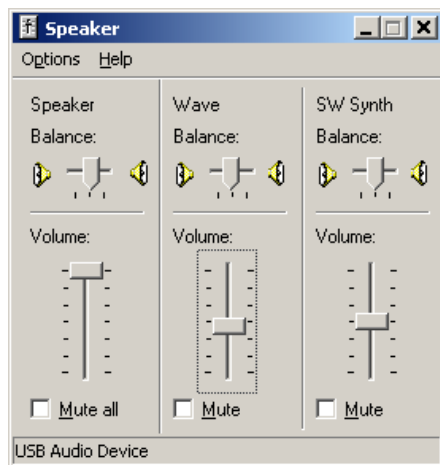 Speaker
Options Help
Speaker Wave SW Synth
Balance: Balance: Balance:
Volume: Volume: Volume:
Mute all Mute Mute
USB Audio Device